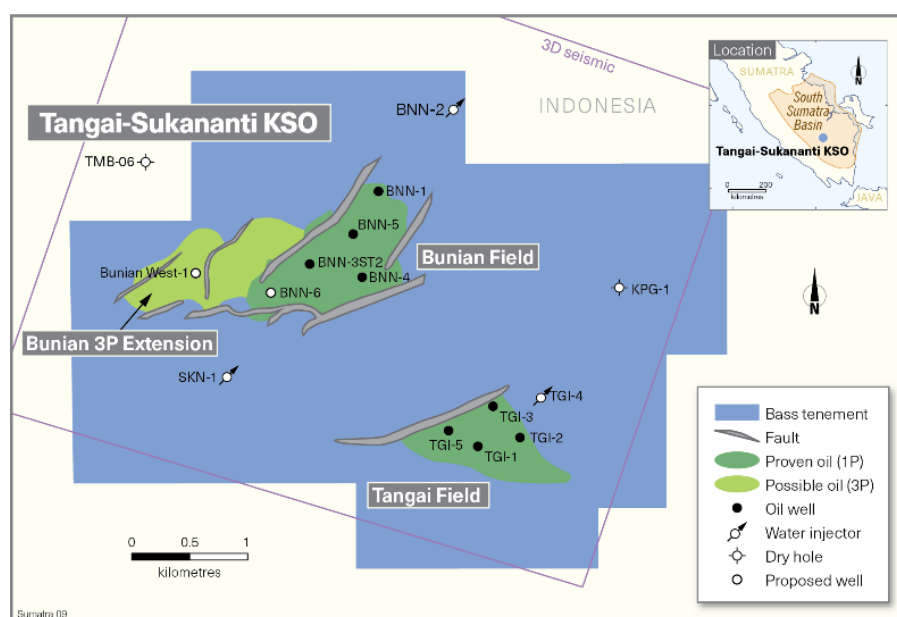 3D seismic
INDONESIA
BNN-2
Tangai-Sukananti KSO
TMB-06
BNN-1
BNN-5
Bunian Field
BNN-3ST2
BNN-4
Bunian West-1
BNN-6
KPG-1
N
Bunian 3P Extension
SKN-1
TGI-4
TGI-3
TGI-5
TGI-2
TGI-1
Tangai Field
0 0.5 1
kilometres
Sumatra 09
Location
SUMATRA
N
South
Sumatra
Basin
Tangai-Sukananti KSO
0 200
kilometres
JAVA
Bass tenement
Fault
Proven oil (1P)
Possible oil (3P)
Oil well
Water injector
Dry hole
Proposed well